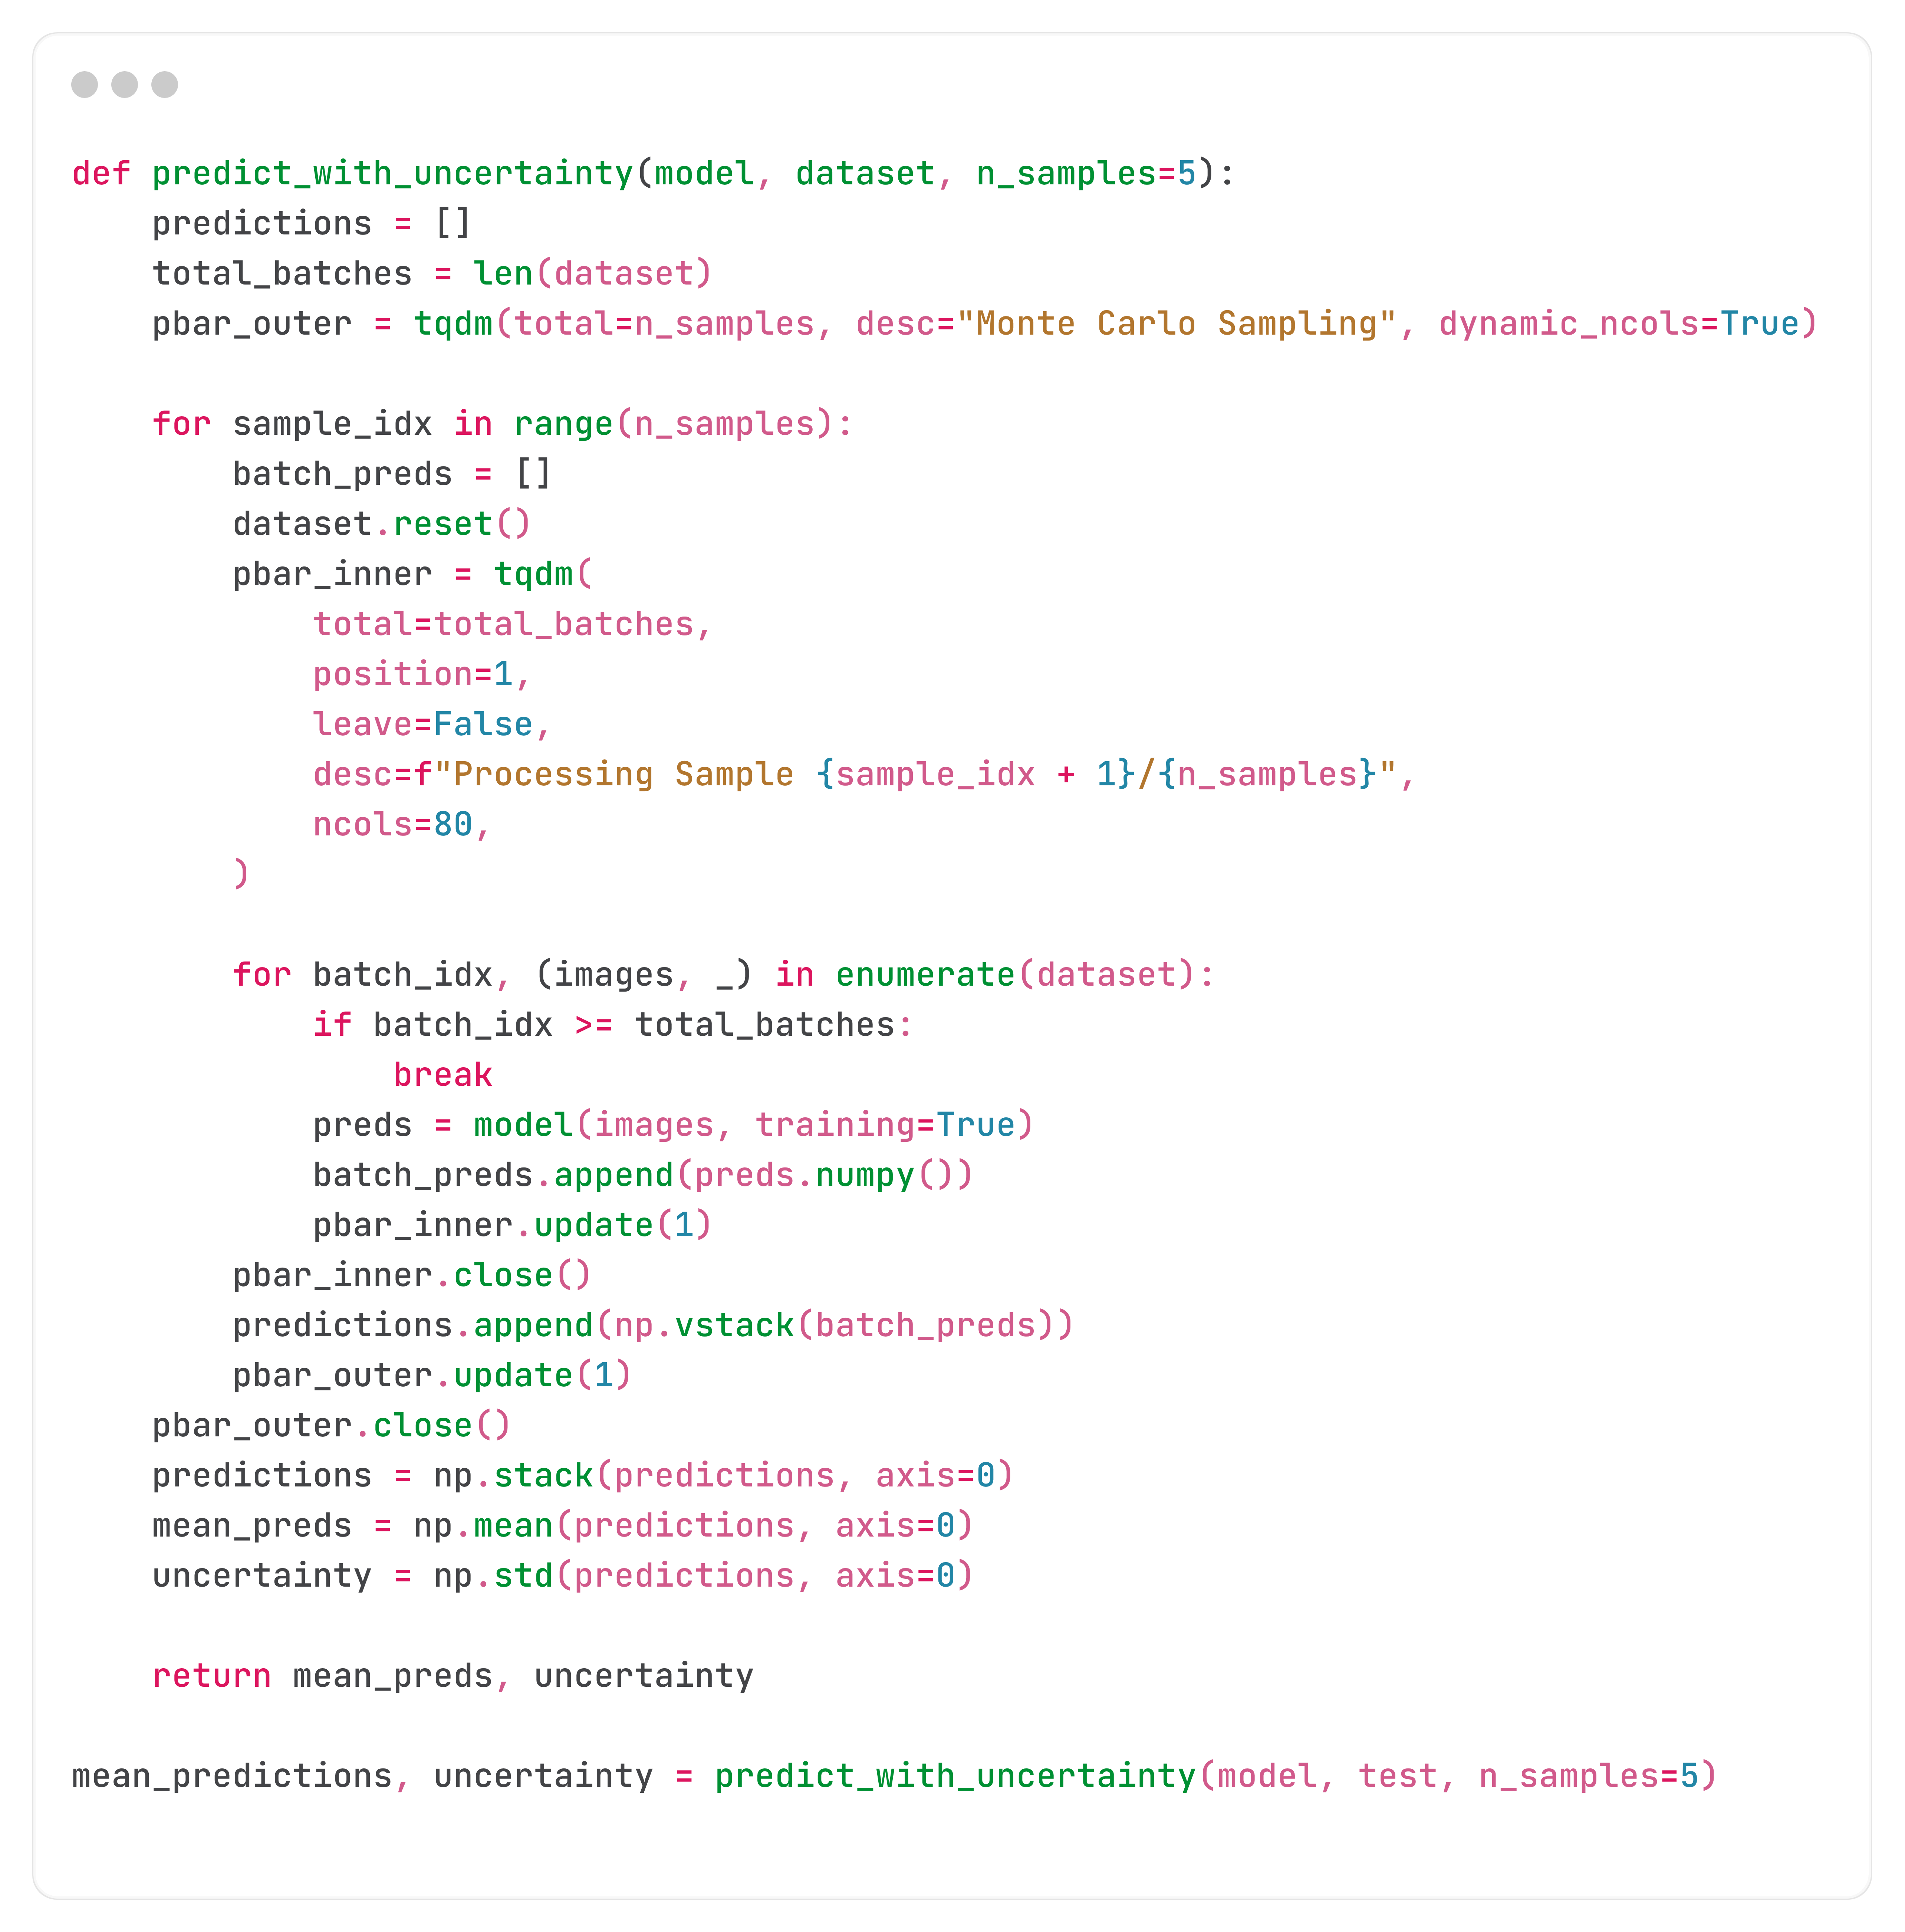 def predict_with_uncertainty(model, dataset, n_samples=5):
    predictions = []
    total_batches = len(dataset)
    pbar_outer = tqdm(total=n_samples, desc="Monte Carlo Sampling", dynamic_ncols=True)

    for sample_idx in range(n_samples):
        batch_preds = []
        dataset.reset()
        pbar_inner = tqdm(
            total=total_batches,
            position=1,
            leave=False,
            desc=f"Processing Sample {sample_idx + 1}/{n_samples}",
            ncols=80,
        )

        for batch_idx, (images, _) in enumerate(dataset):
            if batch_idx >= total_batches:
                break
            preds = model(images, training=True)
            batch_preds.append(preds.numpy())
            pbar_inner.update(1)
        pbar_inner.close()
        predictions.append(np.vstack(batch_preds))
        pbar_outer.update(1)
    pbar_outer.close()
    predictions = np.stack(predictions, axis=0)
    mean_preds = np.mean(predictions, axis=0)
    uncertainty = np.std(predictions, axis=0)

    return mean_preds, uncertainty

mean_predictions, uncertainty = predict_with_uncertainty(model, test, n_samples=5)